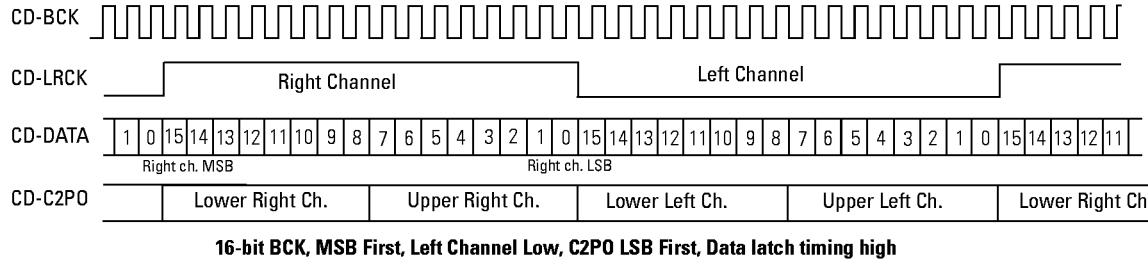 CD-BCK
CD-LRCK Right Channel Left Channel
CD-DATA 1 0 15 14 13 12 11 10 9 8 7 6 5 4 3 2 1 0 15 14 13 12 11 10 9 8 7 6 5 4 3 2 1 0 15 14 13 12 11
Right ch. MSB Right ch. LSB
CD-C2PO Lower Right Ch. Upper Right Ch. Lower Left Ch. Upper Left Ch. Lower Right Ch
16-bit BCK, MSB First, Left Channel Low, C2PO LSB First, Data latch timing high